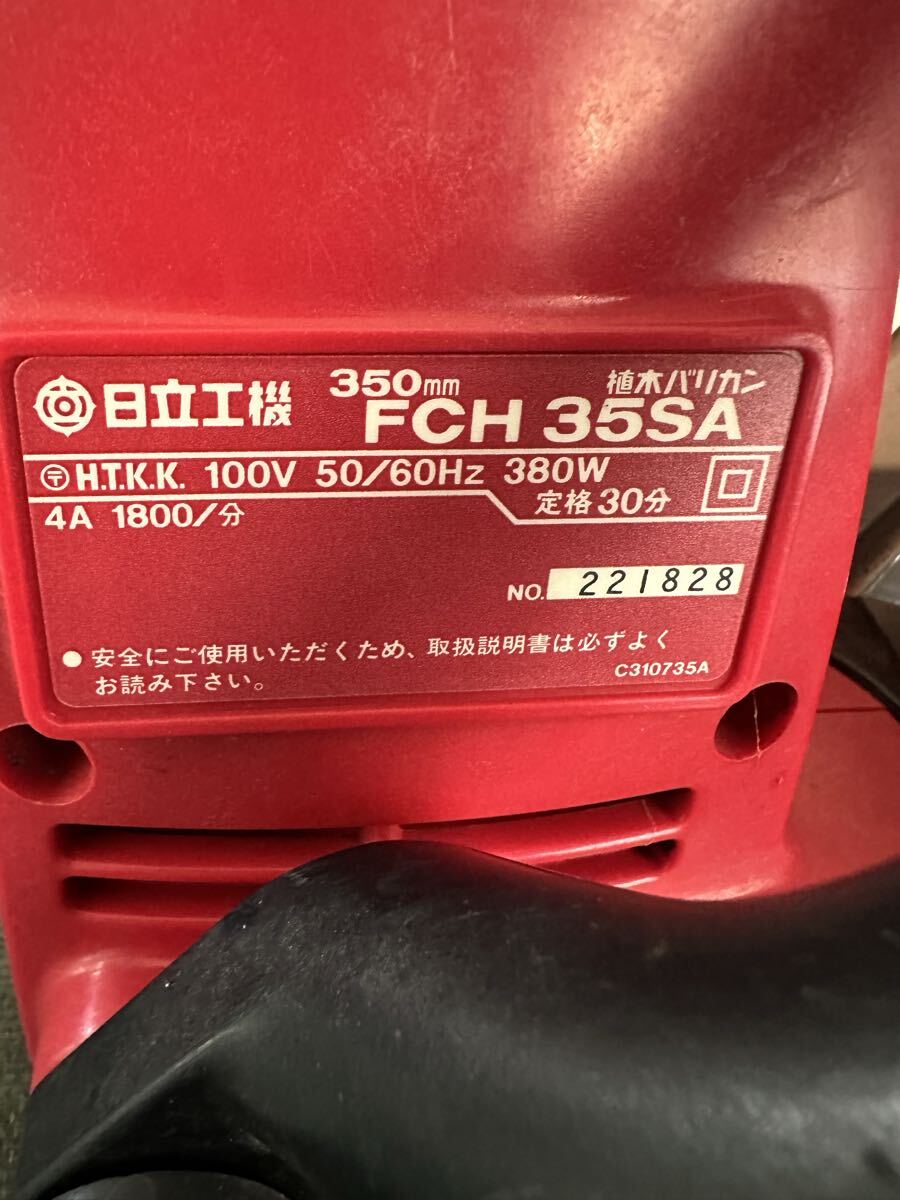 日立工機 350mm 植木バリカン
FCH 35SA
〒 H.T.K.K. 100V 50/60Hz 380W
4A 1800/分 定格30分
NO. 221828
● 安全にご使用いただくため、取扱説明書は必ずよく
お読み下さい。
C310735A